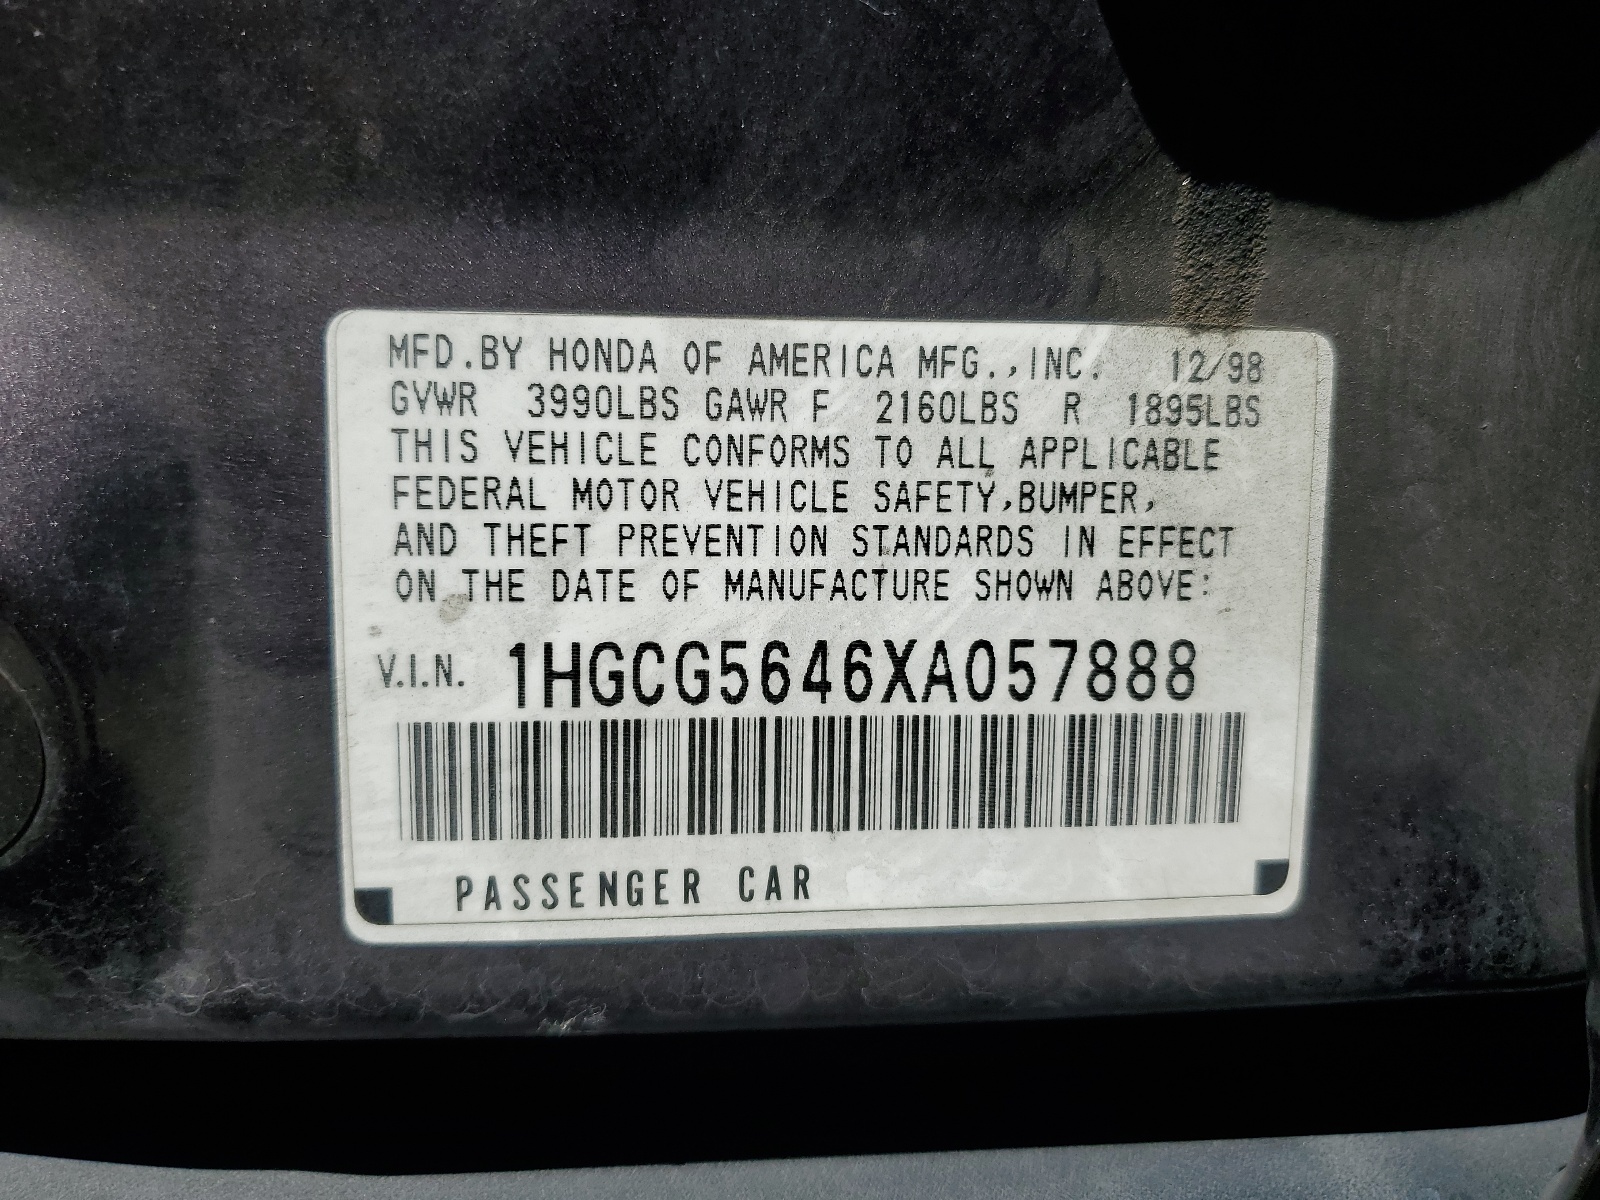 MFD.BY HONDA OF AMERICA MFG.,INC. 12/98
GVWR 3990LBS GAWR F 2160LBS R 1895LBS
THIS VEHICLE CONFORMS TO ALL APPLICABLE
FEDERAL MOTOR VEHICLE SAFETY,BUMPER,
AND THEFT PREVENTION STANDARDS IN EFFECT
ON THE DATE OF MANUFACTURE SHOWN ABOVE:
V.I.N. 1HGCG5646XA057888
PASSENGER CAR